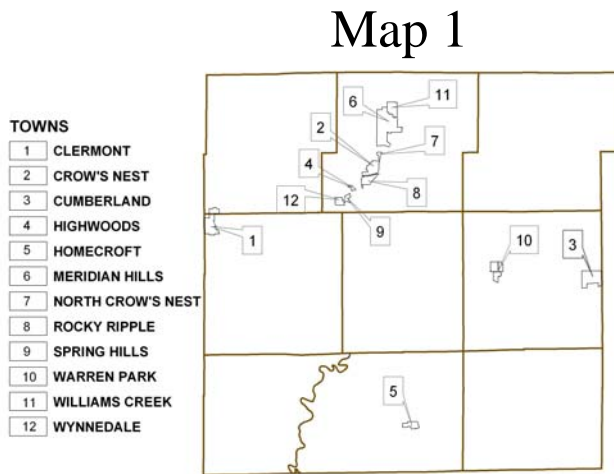 Map 1
TOWNS
1 CLERMONT
2 CROW'S NEST
3 CUMBERLAND
4 HIGHWOODS
5 HOMECROFT
6 MERIDIAN HILLS
7 NORTH CROW'S NEST
8 ROCKY RIPPLE
9 SPRING HILLS
10 WARREN PARK
11 WILLIAMS CREEK
12 WYNNEDALE
11
6
2
7
4
12
8
9
1
10
3
5